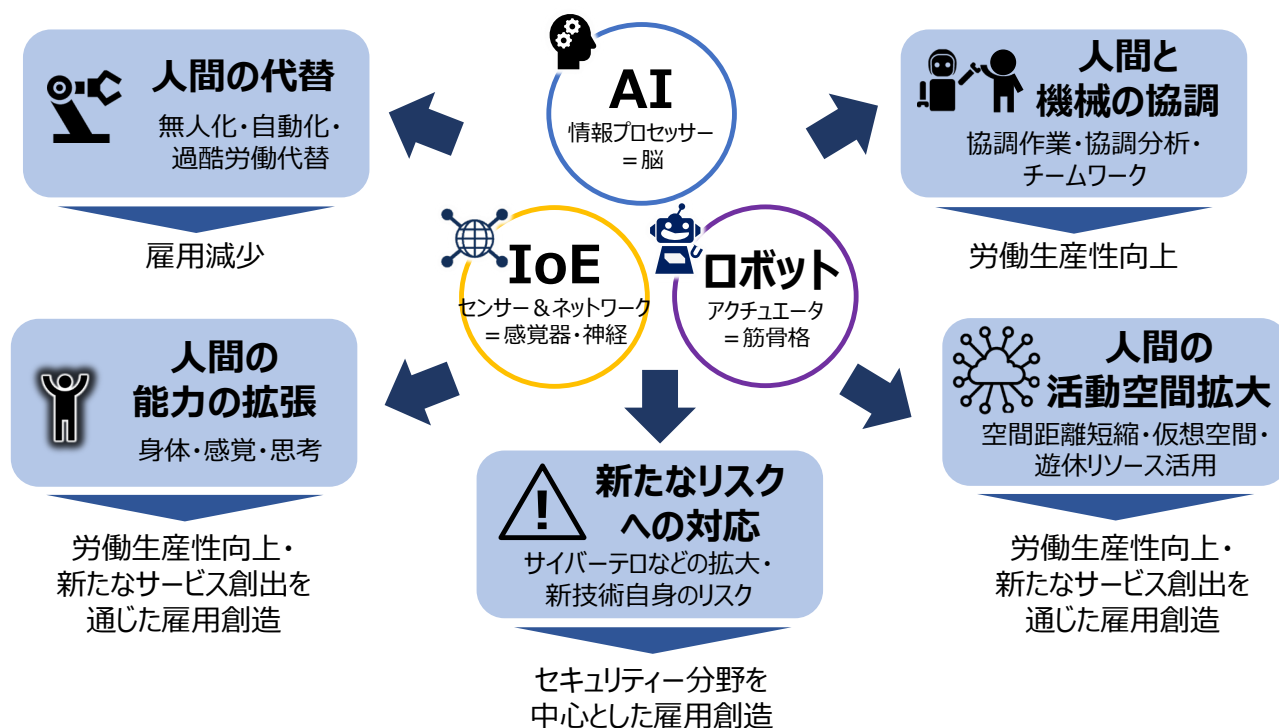 人間の代替
無人化・自動化・
過酷労働代替
雇用減少
AI
情報プロセッサー
＝脳
IoE
センサー＆ネットワーク
＝感覚器・神経
ロボット
アクチュエータ
＝筋骨格
人間と
機械の協調
協調作業・協調分析・
チームワーク
労働生産性向上
人間の
能力の拡張
身体・感覚・思考
労働生産性向上・
新たなサービス創出を
通じた雇用創造
新たなリスク
への対応
サイバーテロなどの拡大・
新技術自身のリスク
セキュリティー分野を
中心とした雇用創造
人間の
活動空間拡大
空間距離短縮・仮想空間・
遊休リソース活用
労働生産性向上・
新たなサービス創出を
通じた雇用創造